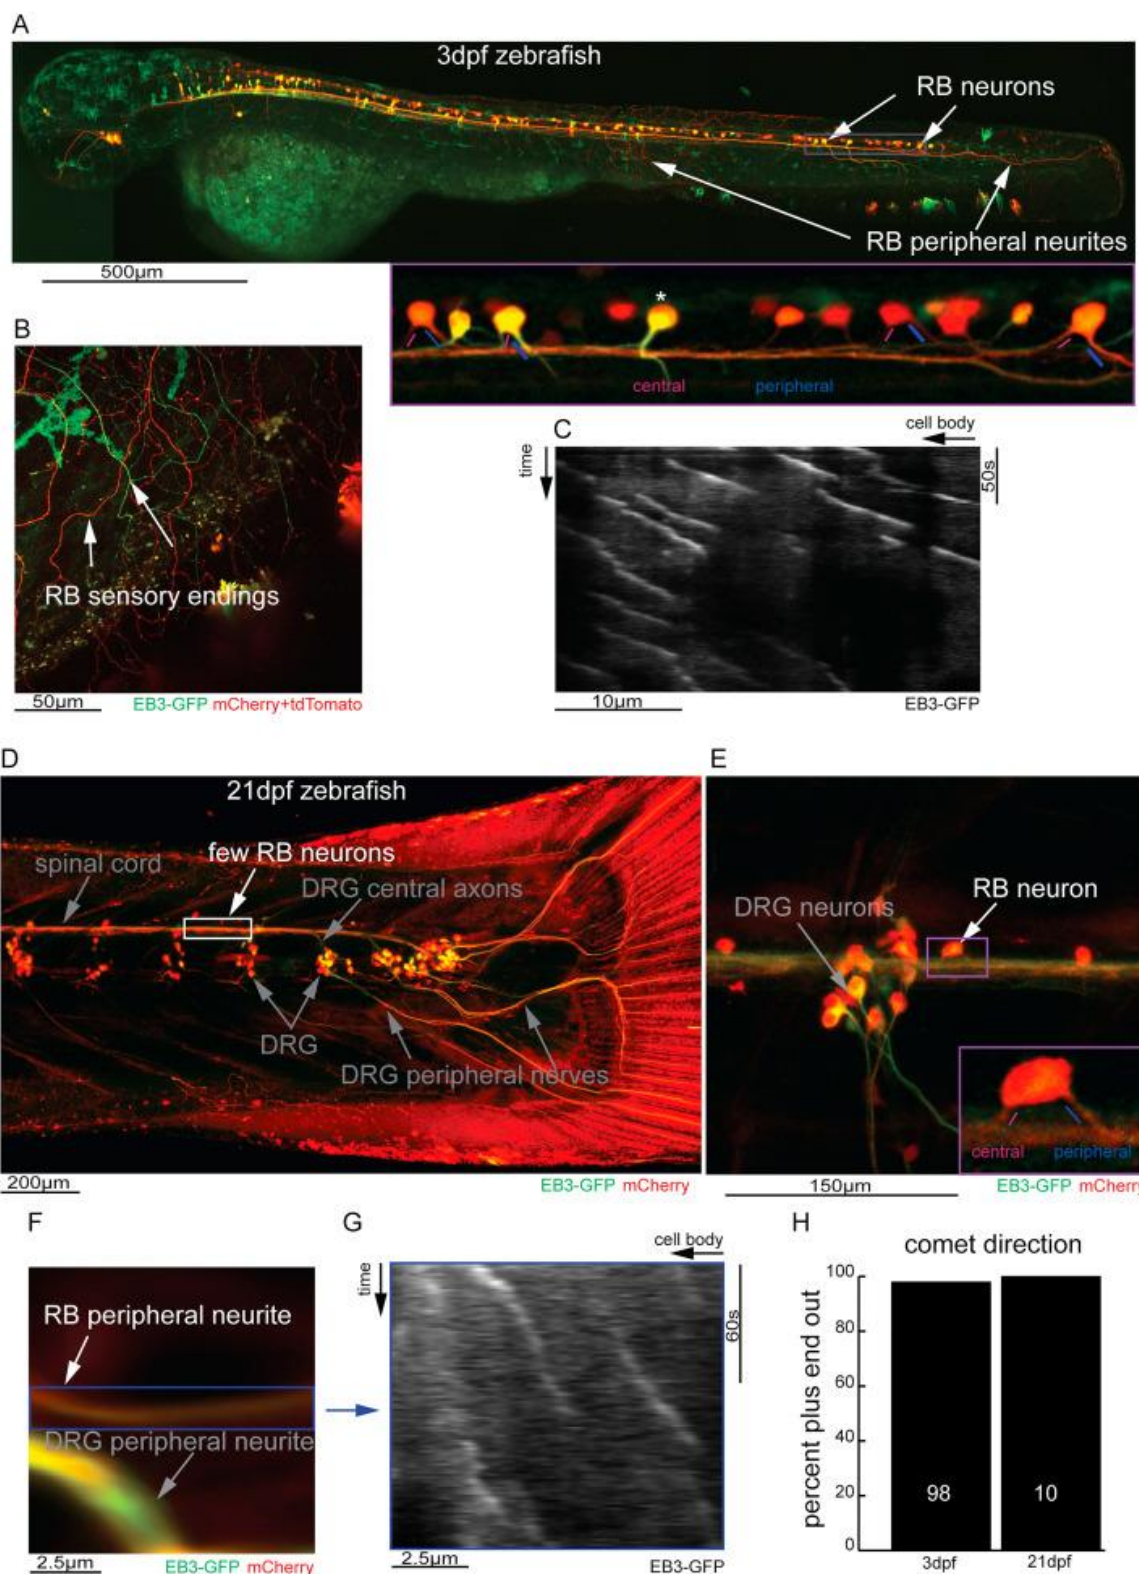 A
3dpf zebrafish
RB neurons
RB peripheral neurites
500µm
*
central
peripheral
B
RB sensory endings
50µm
EB3-GFP mCherry+tdTomato
C
cell body
time
50s
10µm
EB3-GFP
D
21dpf zebrafish
spinal cord
few RB neurons
DRG central axons
DRG
DRG peripheral nerves
200µm
EB3-GFP mCherry
E
DRG neurons
RB neuron
central
peripheral
150µm
EB3-GFP mCherry
F
RB peripheral neurite
DRG peripheral neurite
2.5µm
EB3-GFP mCherry
G
cell body
time
60s
2.5µm
EB3-GFP
H
comet direction
percent plus end out
100
80
60
40
20
0
98
10
3dpf
21dpf